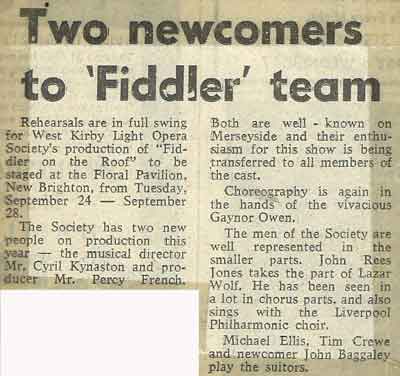 Two newcomers
to 'Fiddler' team
Rehearsals are in full swing
for West Kirby Light Opera
Society's production of "Fid-
dler on the Roof" to be
staged at the Floral Pavilion,
New Brighton, from Tuesday,
September 24 — September
28.
The Society has two new
people on production this
year — the musical director
Mr. Cyril Kynaston and pro-
ducer Mr. Percy French.
Both are well - known on
Merseyside and their enthu-
siasm for this show is being
transferred to all members of
the cast.
Choreography is again in
the hands of the vivacious
Gaynor Owen.
The men of the Society are
well represented in the
smaller parts. John Rees
Jones takes the part of Lazar
Wolf. He has been seen in
a lot in chorus parts, and also
sings with the Liverpool
Philharmonic choir.
Michael Ellis, Tim Crewe
and newcomer John Baggaley
play the suitors.